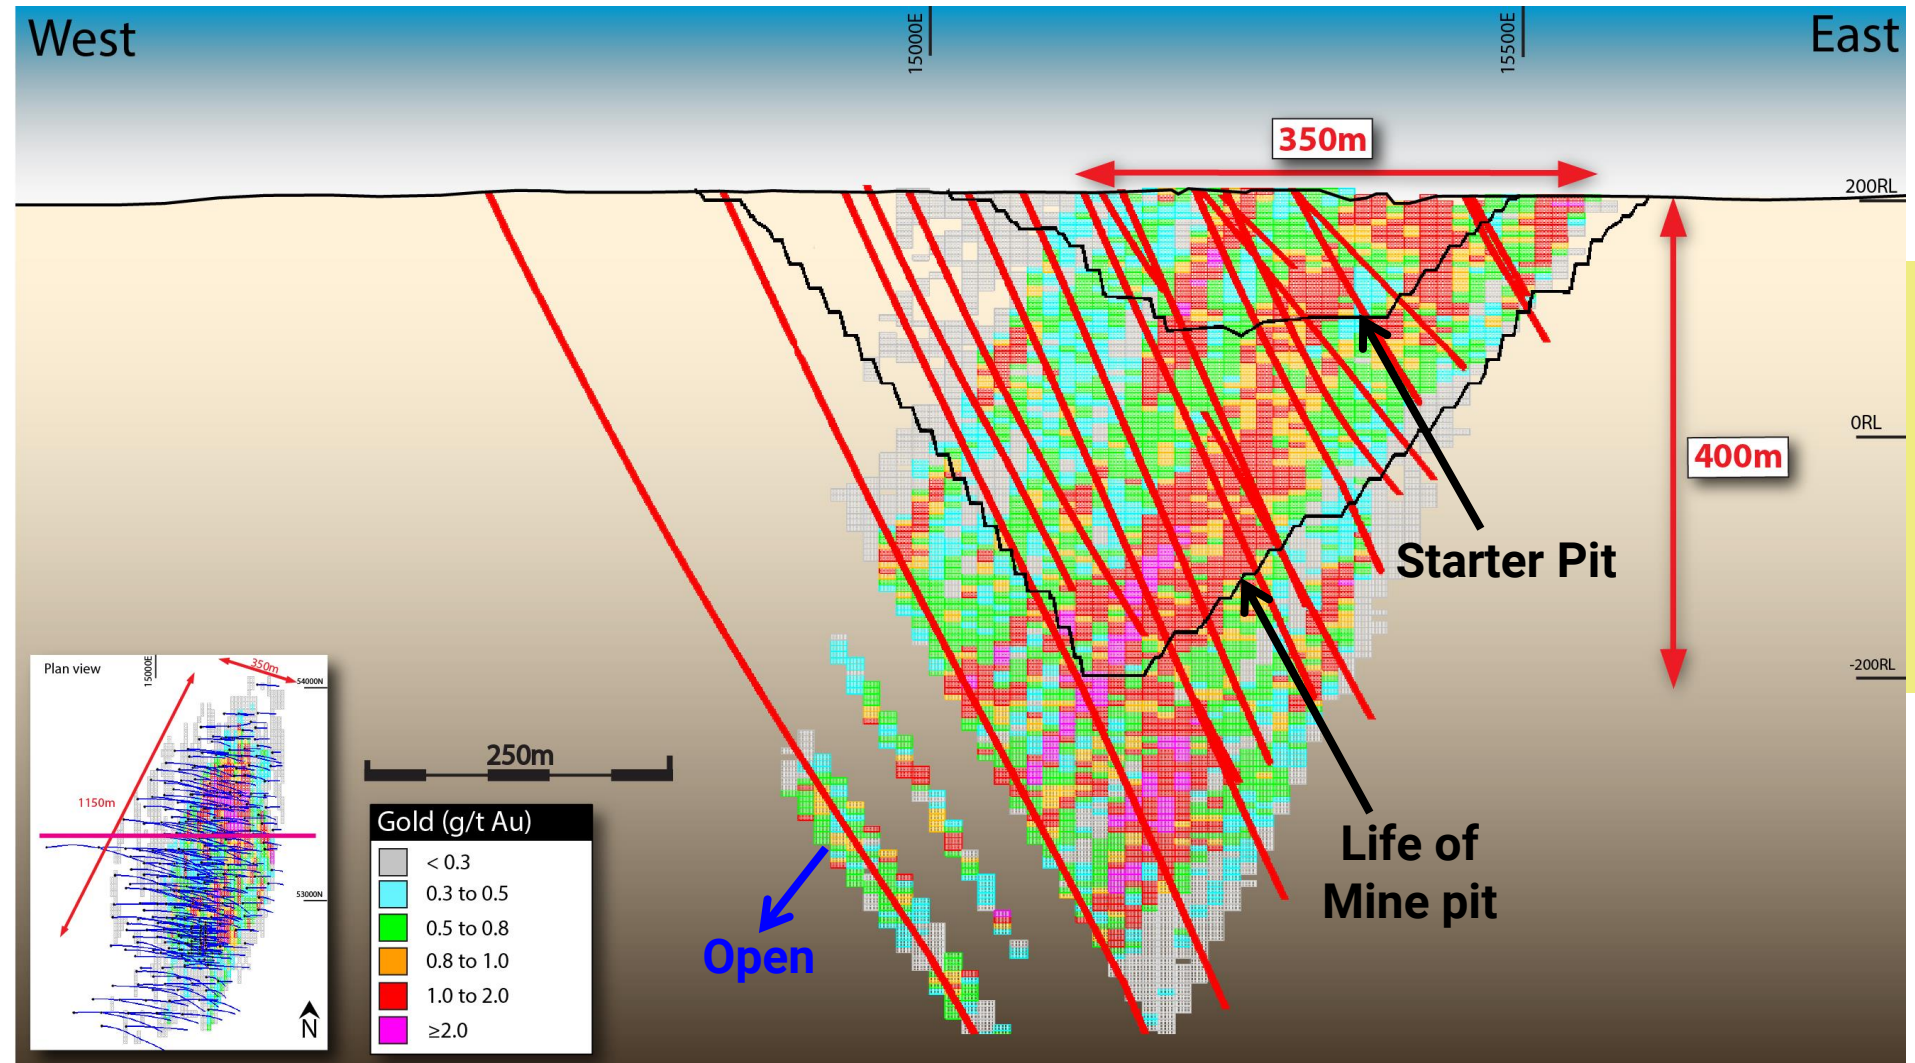 West
15000E
15500E
East
350m
200RL
0RL
400m
Starter Pit
-200RL
Plan view
15000E
350m
54000N
1150m
53000N
N
250m
Gold (g/t Au)
< 0.3
0.3 to 0.5
0.5 to 0.8
0.8 to 1.0
1.0 to 2.0
≥2.0
Open
Life of
Mine pit